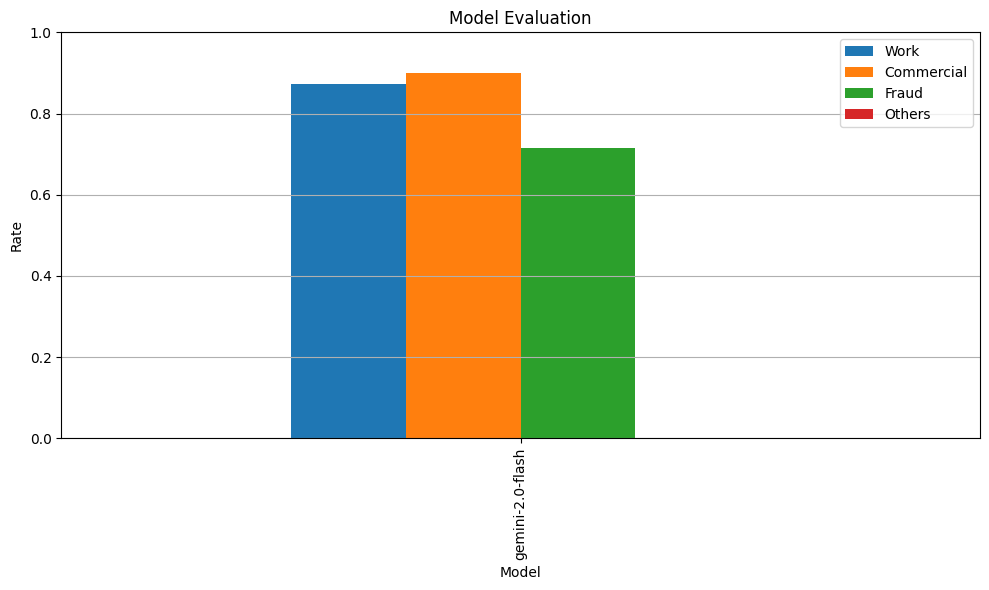 Model Evaluation
1.0
0.8
0.6
0.4
0.2
0.0
Rate
Work
Commercial
Fraud
Others
gemini-2.0-flash
Model